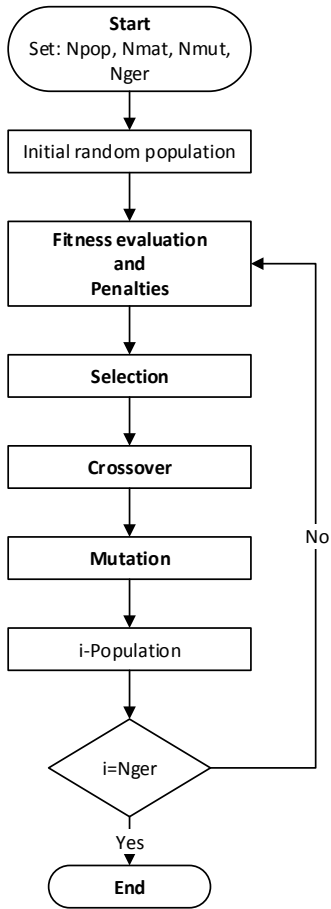 Start
Set: Npop, Nmat, Nmut,
Nger
Initial random population
Fitness evaluation
and
Penalties
Selection
Crossover
Mutation
No
i-Population
i=Nger
Yes
End